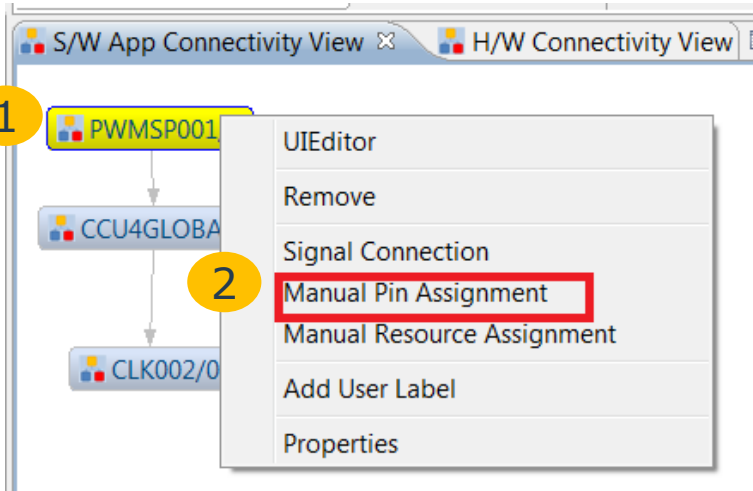 S/W App Connectivity View
H/W Connectivity View
1
PWMSP001
UIEditor
Remove
CCU4GLOBA
Signal Connection
2
Manual Pin Assignment
Manual Resource Assignment
CLK002/0
Add User Label
Properties